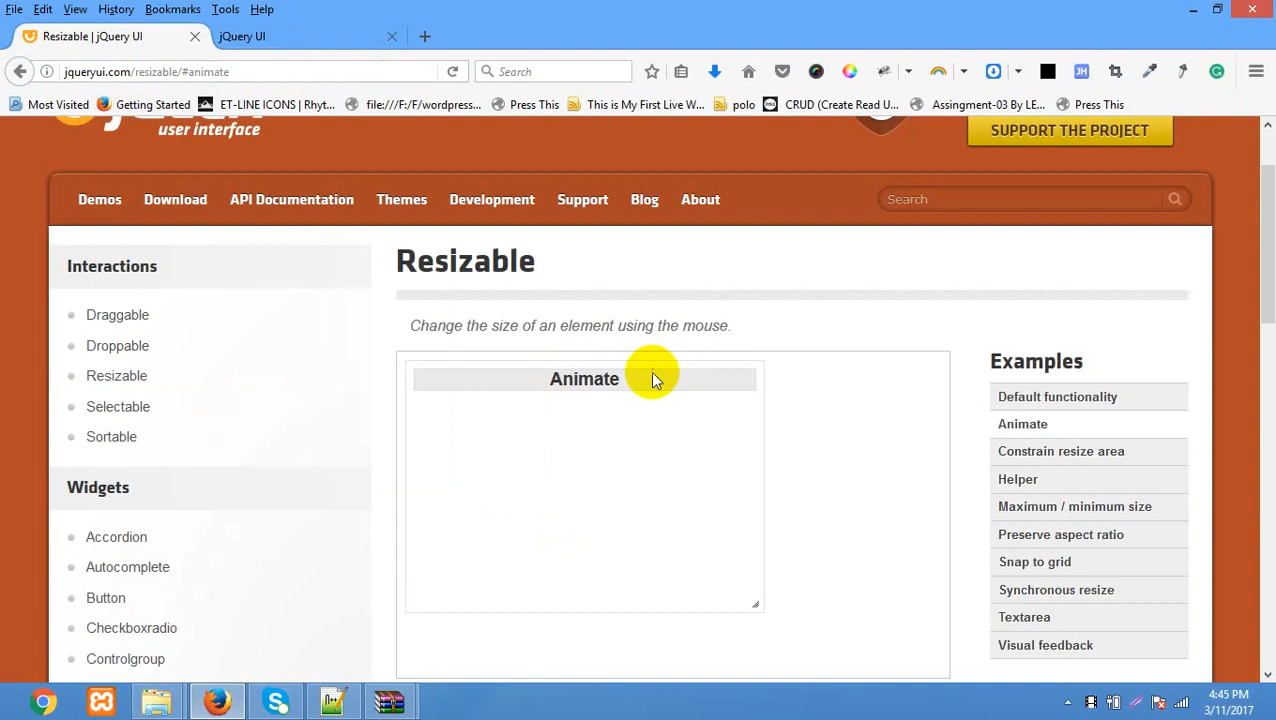 File Edit View History Bookmarks Tools Help
Resizable | jQuery UI
jQuery UI
jqueryui.com/resizable/#animate
Search
JH
Most Visited
Getting Started
ET-LINE ICONS | Rhyt...
file:///F:/F/wordpress...
Press This
This is My First Live W...
polo
CRUD (Create Read U...
Assingment-03 By LE...
Press This
user interface
SUPPORT THE PROJECT
Demos Download API Documentation Themes Development Support Blog About
Search
Interactions
Draggable
Droppable
Resizable
Selectable
Sortable
Widgets
Accordion
Autocomplete
Button
Checkboxradio
Controlgroup
Resizable
Change the size of an element using the mouse.
Animate
Examples
Default functionality
Animate
Constrain resize area
Helper
Maximum / minimum size
Preserve aspect ratio
Snap to grid
Synchronous resize
Textarea
Visual feedback
4:45 PM
3/11/2017